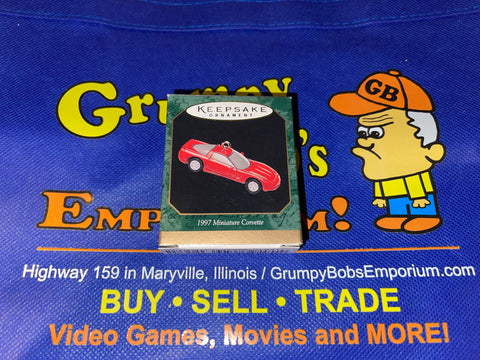 Grumpy
GB
's
KEEPSAKE
ORNAMENT
1997 Miniature Corvette
EMP M!
Highway 159 in Maryville, Illinois / GrumpyBobsEmporium.com
BUY • SELL • TRADE
Video Games, Movies and MORE!